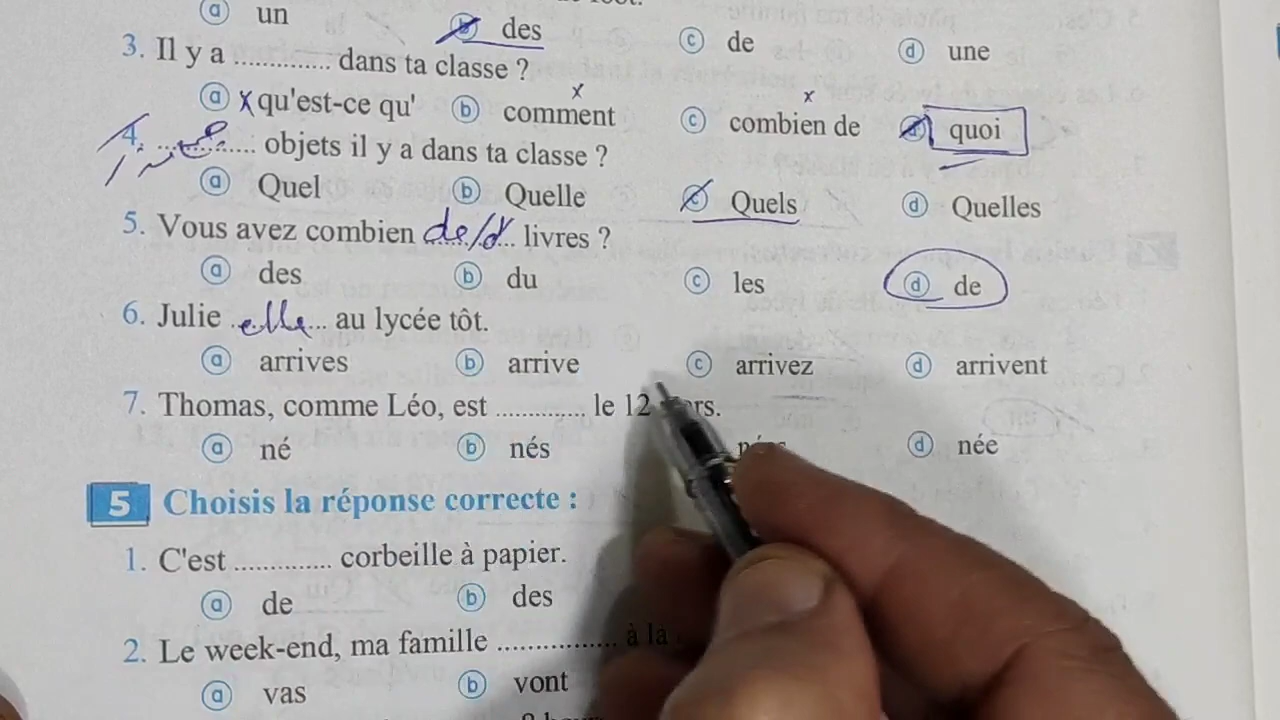 ⓐ un ⓑ des ⓒ de ⓓ une
3. Il y a ............. dans ta classe ?
ⓐ x qu'est-ce qu' ⓑ comment x ⓒ combien de x ⓓ quoi
4. ............. objets il y a dans ta classe ?
ⓐ Quel ⓑ Quelle ⓒ Quels ⓓ Quelles
5. Vous avez combien de/d' livres ?
ⓐ des ⓑ du ⓒ les ⓓ de
6. Julie elle au lycée tôt.
ⓐ arrives ⓑ arrive ⓒ arrivez ⓓ arrivent
7. Thomas, comme Léo, est ............. le 12
ⓐ né ⓑ nés ⓓ née
5 Choisis la réponse correcte :
1. C'est ............. corbeille à papier.
ⓐ de ⓑ des
2. Le week-end, ma famille ................ à la
ⓐ vas ⓑ vont